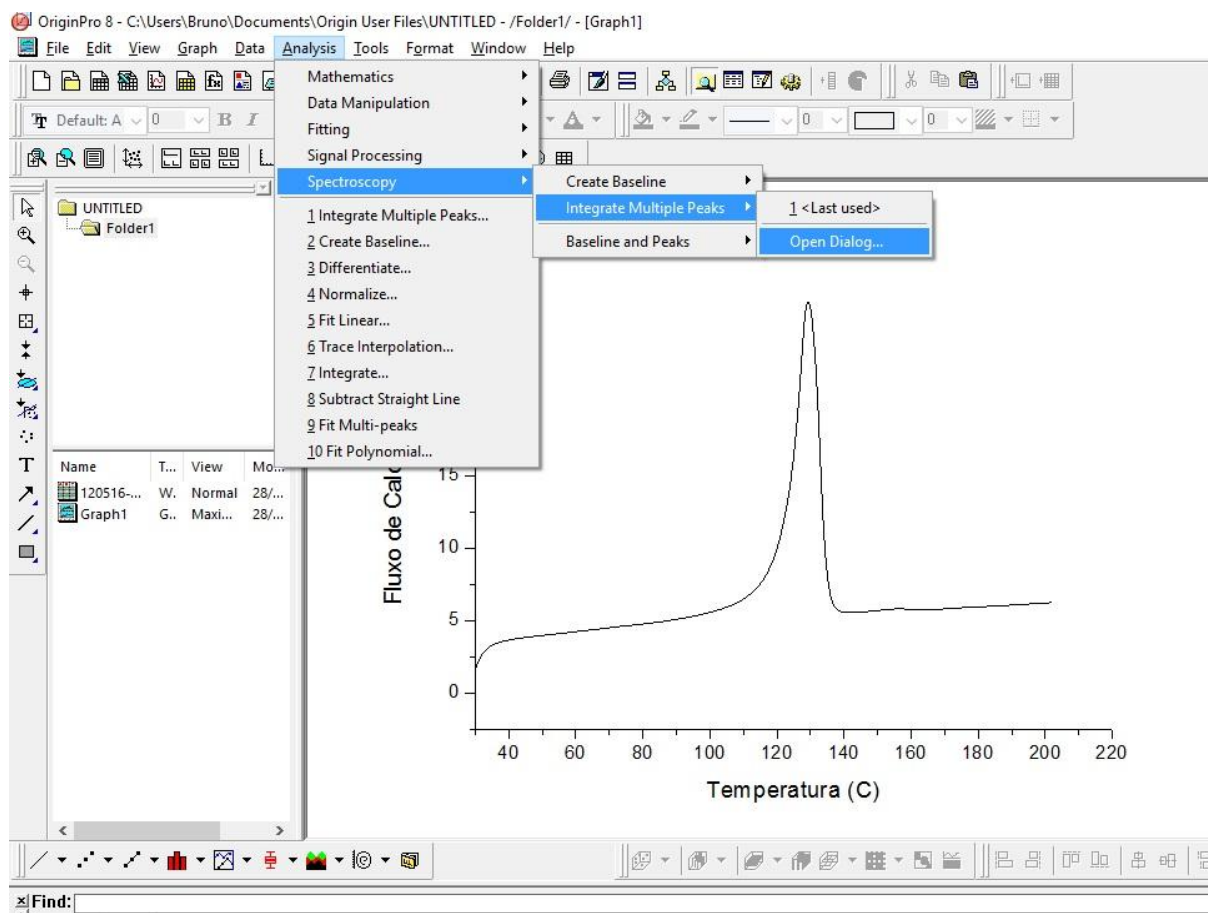 OriginPro 8 - C:\Users\Bruno\Documents\Origin User Files\UNTITLED - /Folder1/ - [Graph1]
File Edit View Graph Data Analysis Tools Format Window Help
Default: A 0 B I 0 0
Mathematics
Data Manipulation
Fitting
Signal Processing
Spectroscopy
1 Integrate Multiple Peaks...
2 Create Baseline...
3 Differentiate...
4 Normalize...
5 Fit Linear...
6 Trace Interpolation...
7 Integrate...
8 Subtract Straight Line
9 Fit Multi-peaks
10 Fit Polynomial...
Create Baseline
Integrate Multiple Peaks
Baseline and Peaks
1 <Last used>
Open Dialog...
UNTITLED
Folder1
Name T... View Mo...
120516-... W. Normal 28/...
Graph1 G.. Maxi... 28/...
Fluxo de Calo
15
10
5
0
40 60 80 100 120 140 160 180 200 220
Temperatura (C)
Find: